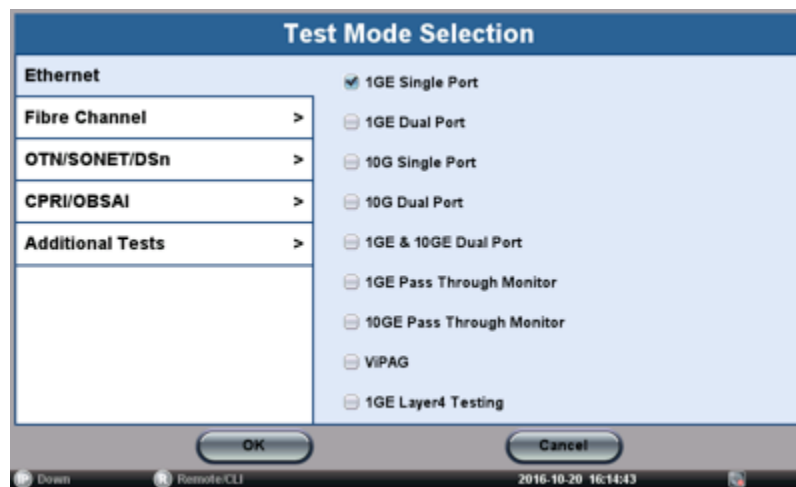 Test Mode Selection
Ethernet
Fibre Channel >
OTN/SONET/DSn >
CPRI/OBSAI >
Additional Tests >
1GE Single Port
1GE Dual Port
10G Single Port
10G Dual Port
1GE & 10GE Dual Port
1GE Pass Through Monitor
10GE Pass Through Monitor
ViPAG
1GE Layer4 Testing
OK Cancel
IP Down R Remote/CLI 2016-10-20 16:14:43